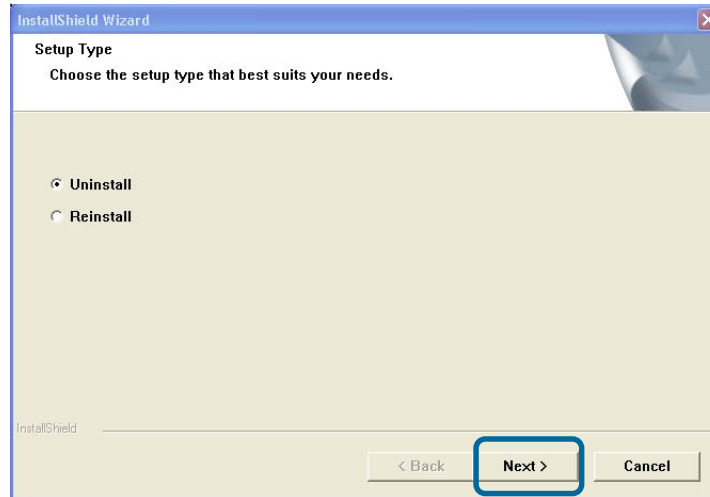 InstallShield Wizard
Setup Type
Choose the setup type that best suits your needs.
Uninstall
Reinstall
InstallShield
< Back Next > Cancel